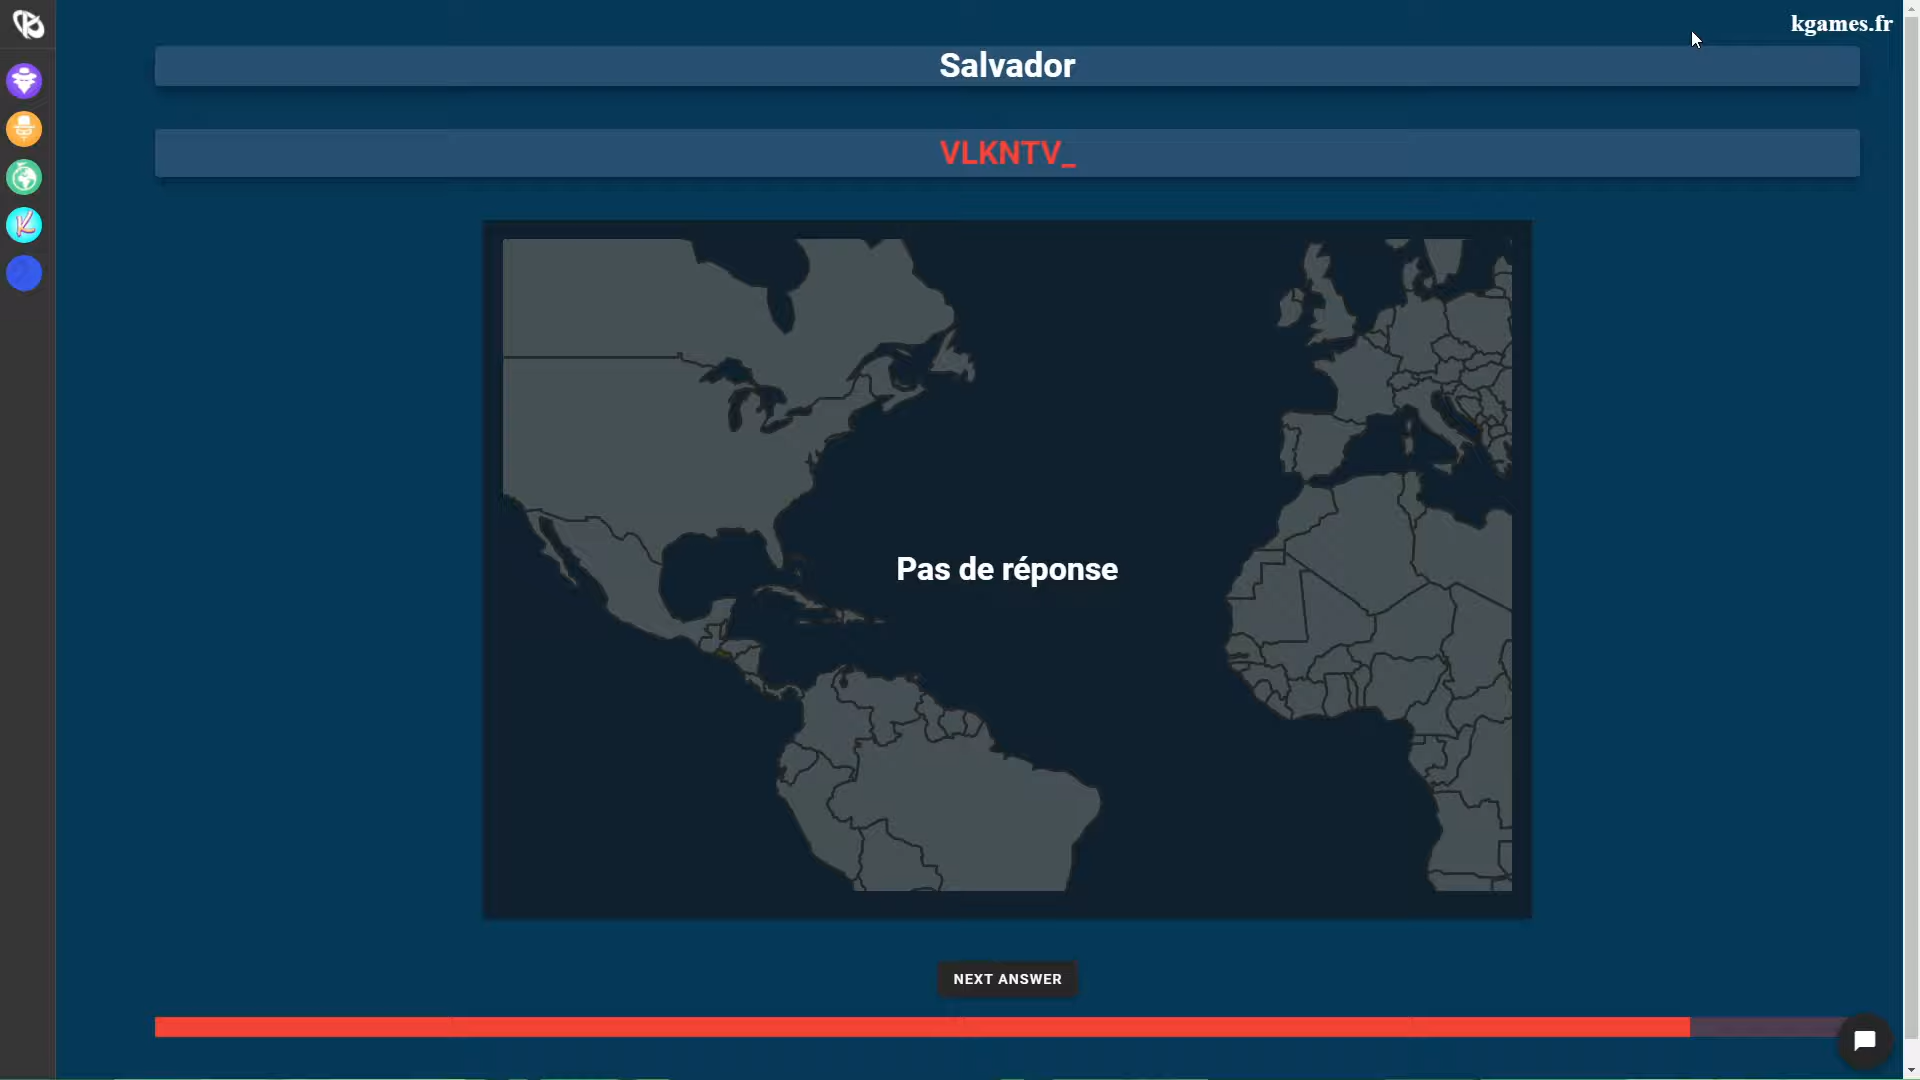 kgames.fr
Salvador
VLKNTV_
Pas de réponse
NEXT ANSWER